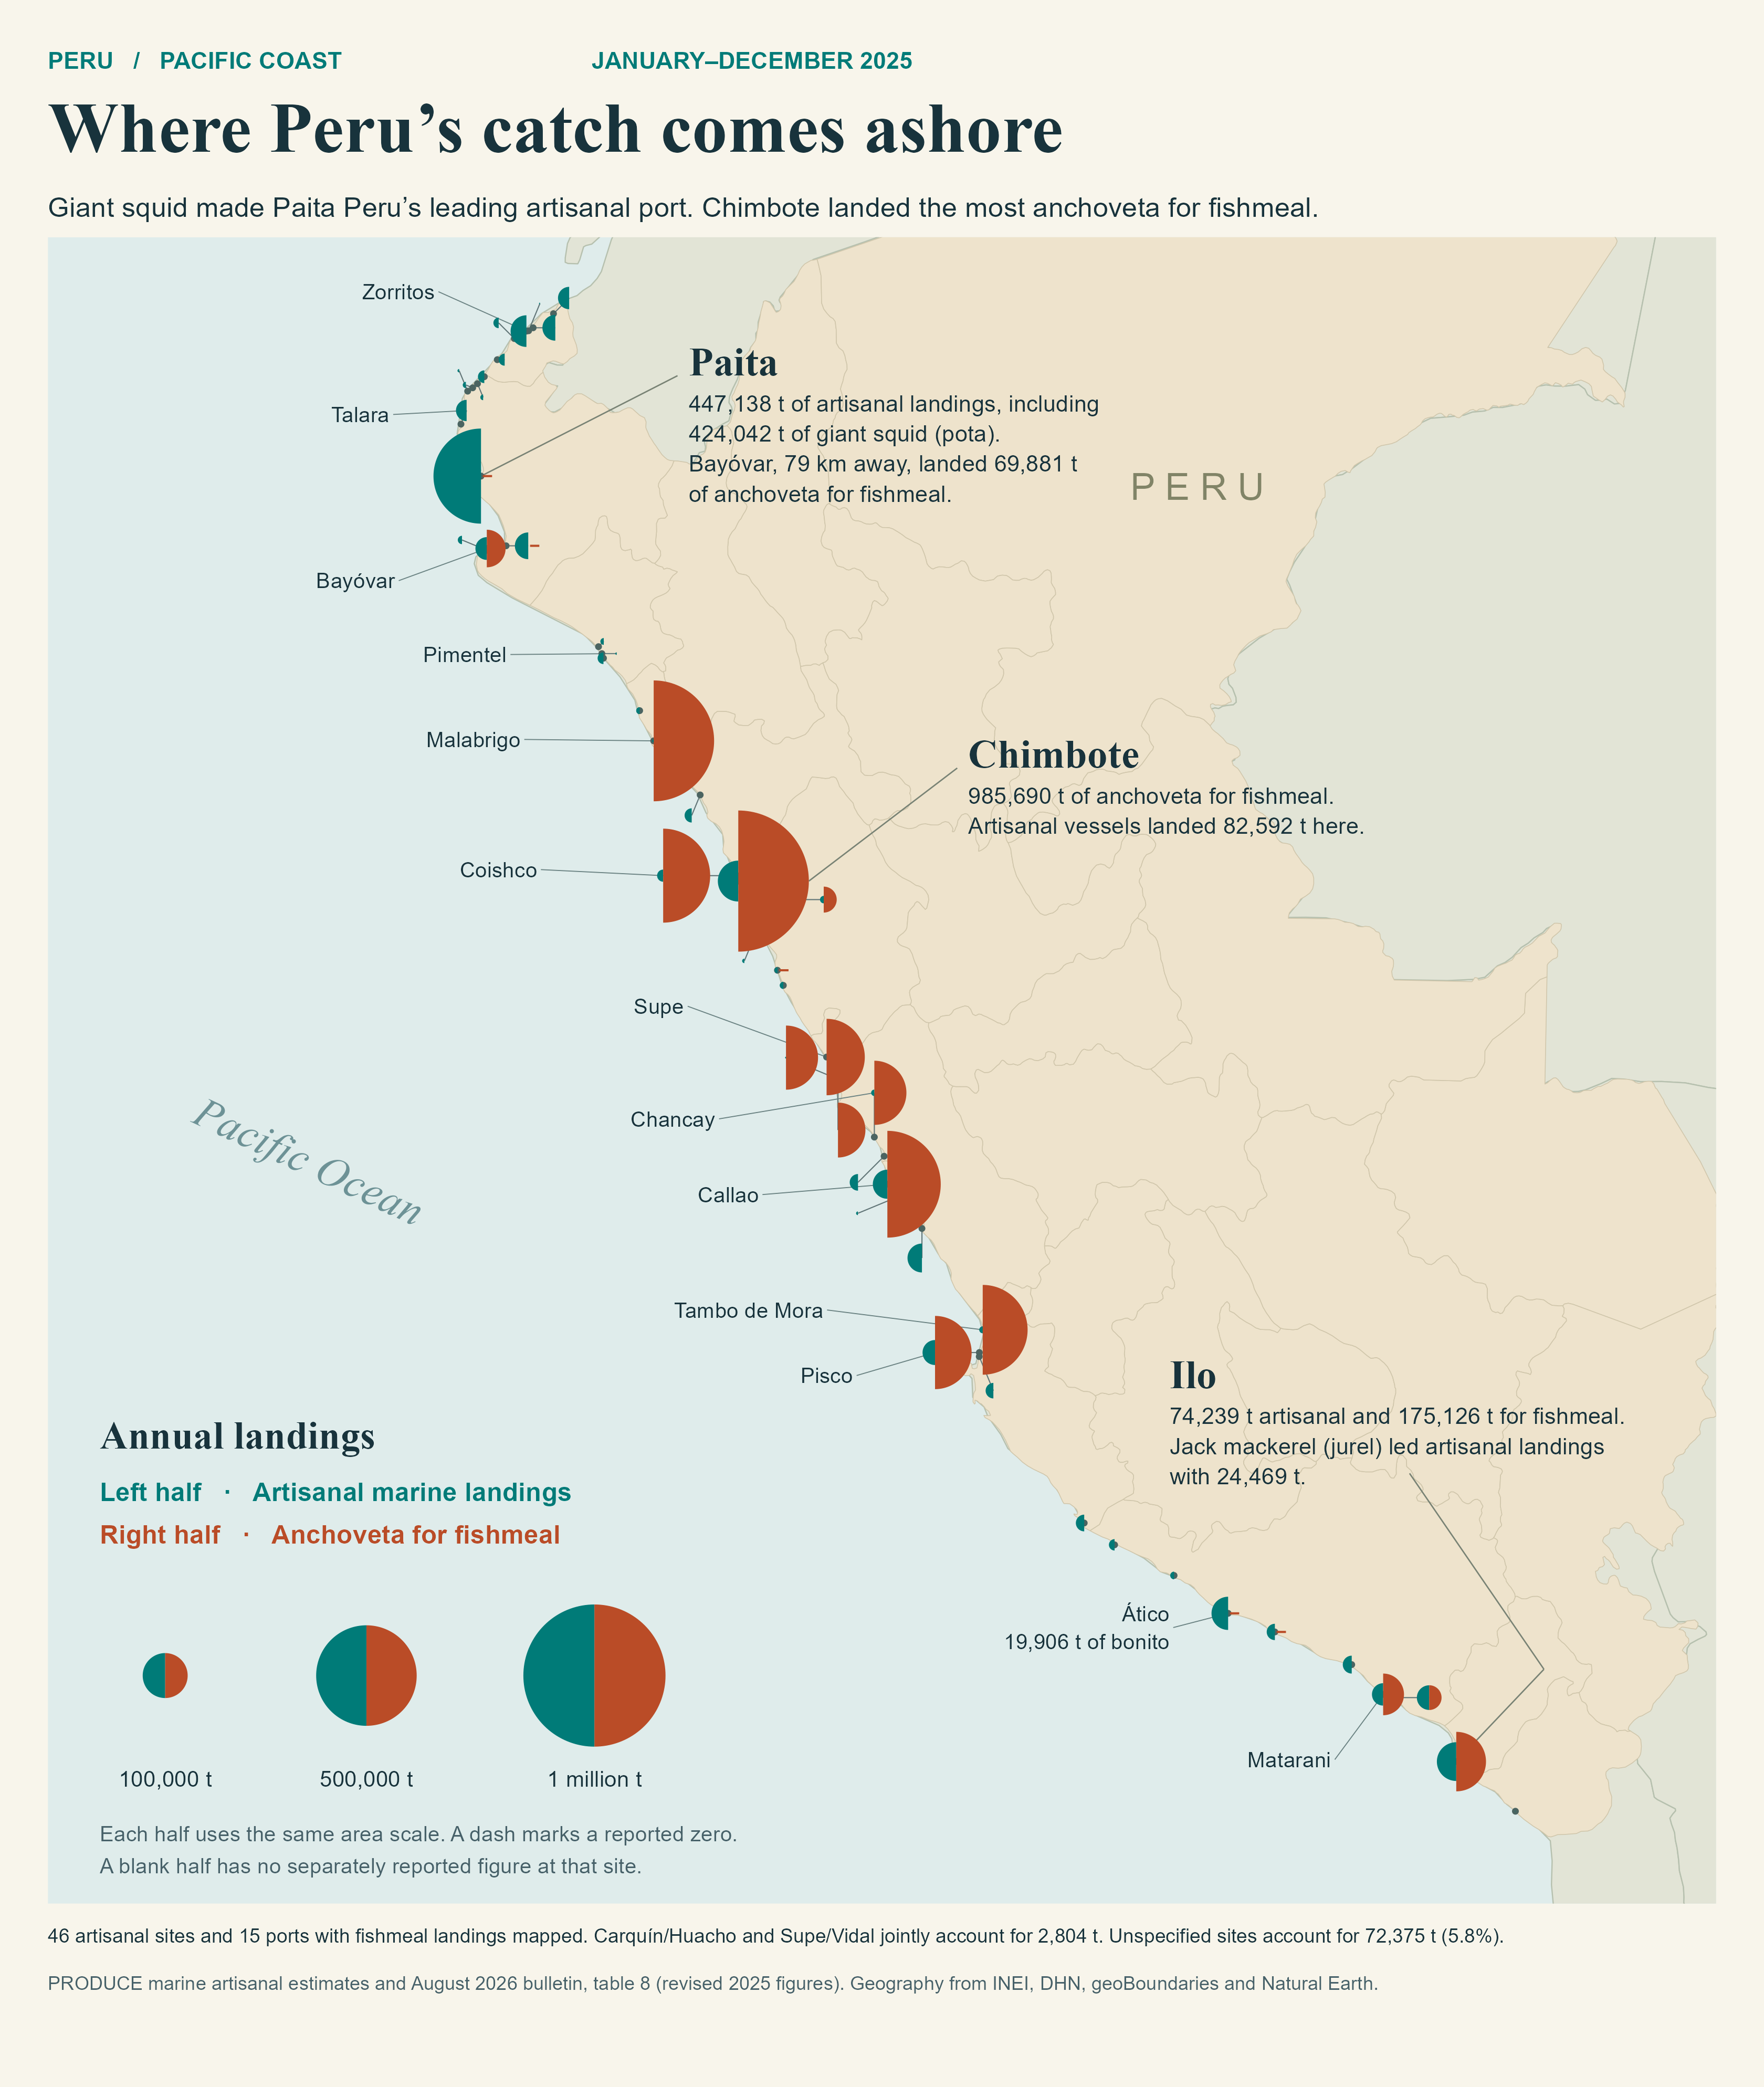 PERU / PACIFIC COAST
JANUARY–DECEMBER 2025
Where Peru’s catch comes ashore
Giant squid made Paita Peru’s leading artisanal port. Chimbote landed the most anchoveta for fishmeal.
Zorritos
Paita
447,138 t of artisanal landings, including
424,042 t of giant squid (pota).
Bayóvar, 79 km away, landed 69,881 t
of anchoveta for fishmeal.
Talara
PERU
Bayóvar
Pimentel
Malabrigo
Chimbote
985,690 t of anchoveta for fishmeal.
Artisanal vessels landed 82,592 t here.
Coishco
Supe
Chancay
Pacific Ocean
Callao
Tambo de Mora
Pisco
Ilo
74,239 t artisanal and 175,126 t for fishmeal.
Jack mackerel (jurel) led artisanal landings
with 24,469 t.
Annual landings
Left half · Artisanal marine landings
Right half · Anchoveta for fishmeal
Ático
19,906 t of bonito
Matarani
100,000 t
500,000 t
1 million t
Each half uses the same area scale. A dash marks a reported zero.
A blank half has no separately reported figure at that site.
46 artisanal sites and 15 ports with fishmeal landings mapped. Carquín/Huacho and Supe/Vidal jointly account for 2,804 t. Unspecified sites account for 72,375 t (5.8%).
PRODUCE marine artisanal estimates and August 2026 bulletin, table 8 (revised 2025 figures). Geography from INEI, DHN, geoBoundaries and Natural Earth.